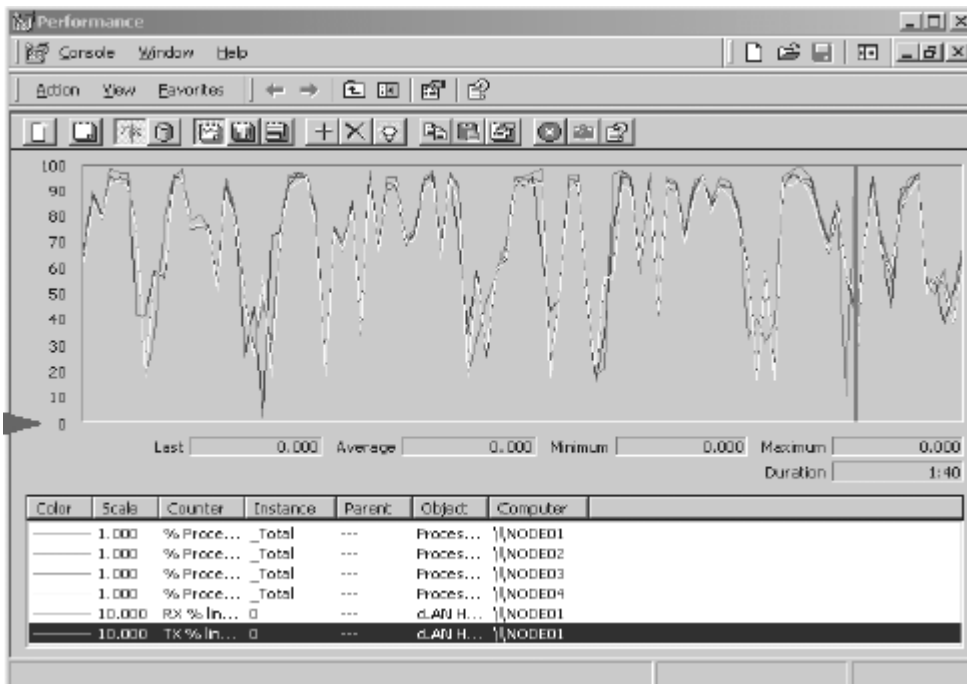 Performance
Console Window Help
Action View Favorites
100
90
80
70
60
50
40
30
20
10
0
Last 0.000 Average 0.000 Minimum 0.000 Maximum 0.000
Duration 1:40
Color Scale Counter Instance Parent Object Computer
1.000 % Proce... _Total --- Proces... \\NODE01
1.000 % Proce... _Total --- Proces... \\NODE02
1.000 % Proce... _Total --- Proces... \\NODE03
1.000 % Proce... _Total --- Proces... \\NODE04
10.000 RX % lin... 0 --- cLAN H... \\NODE01
10.000 TX % lin... 0 --- cLAN H... \\NODE01